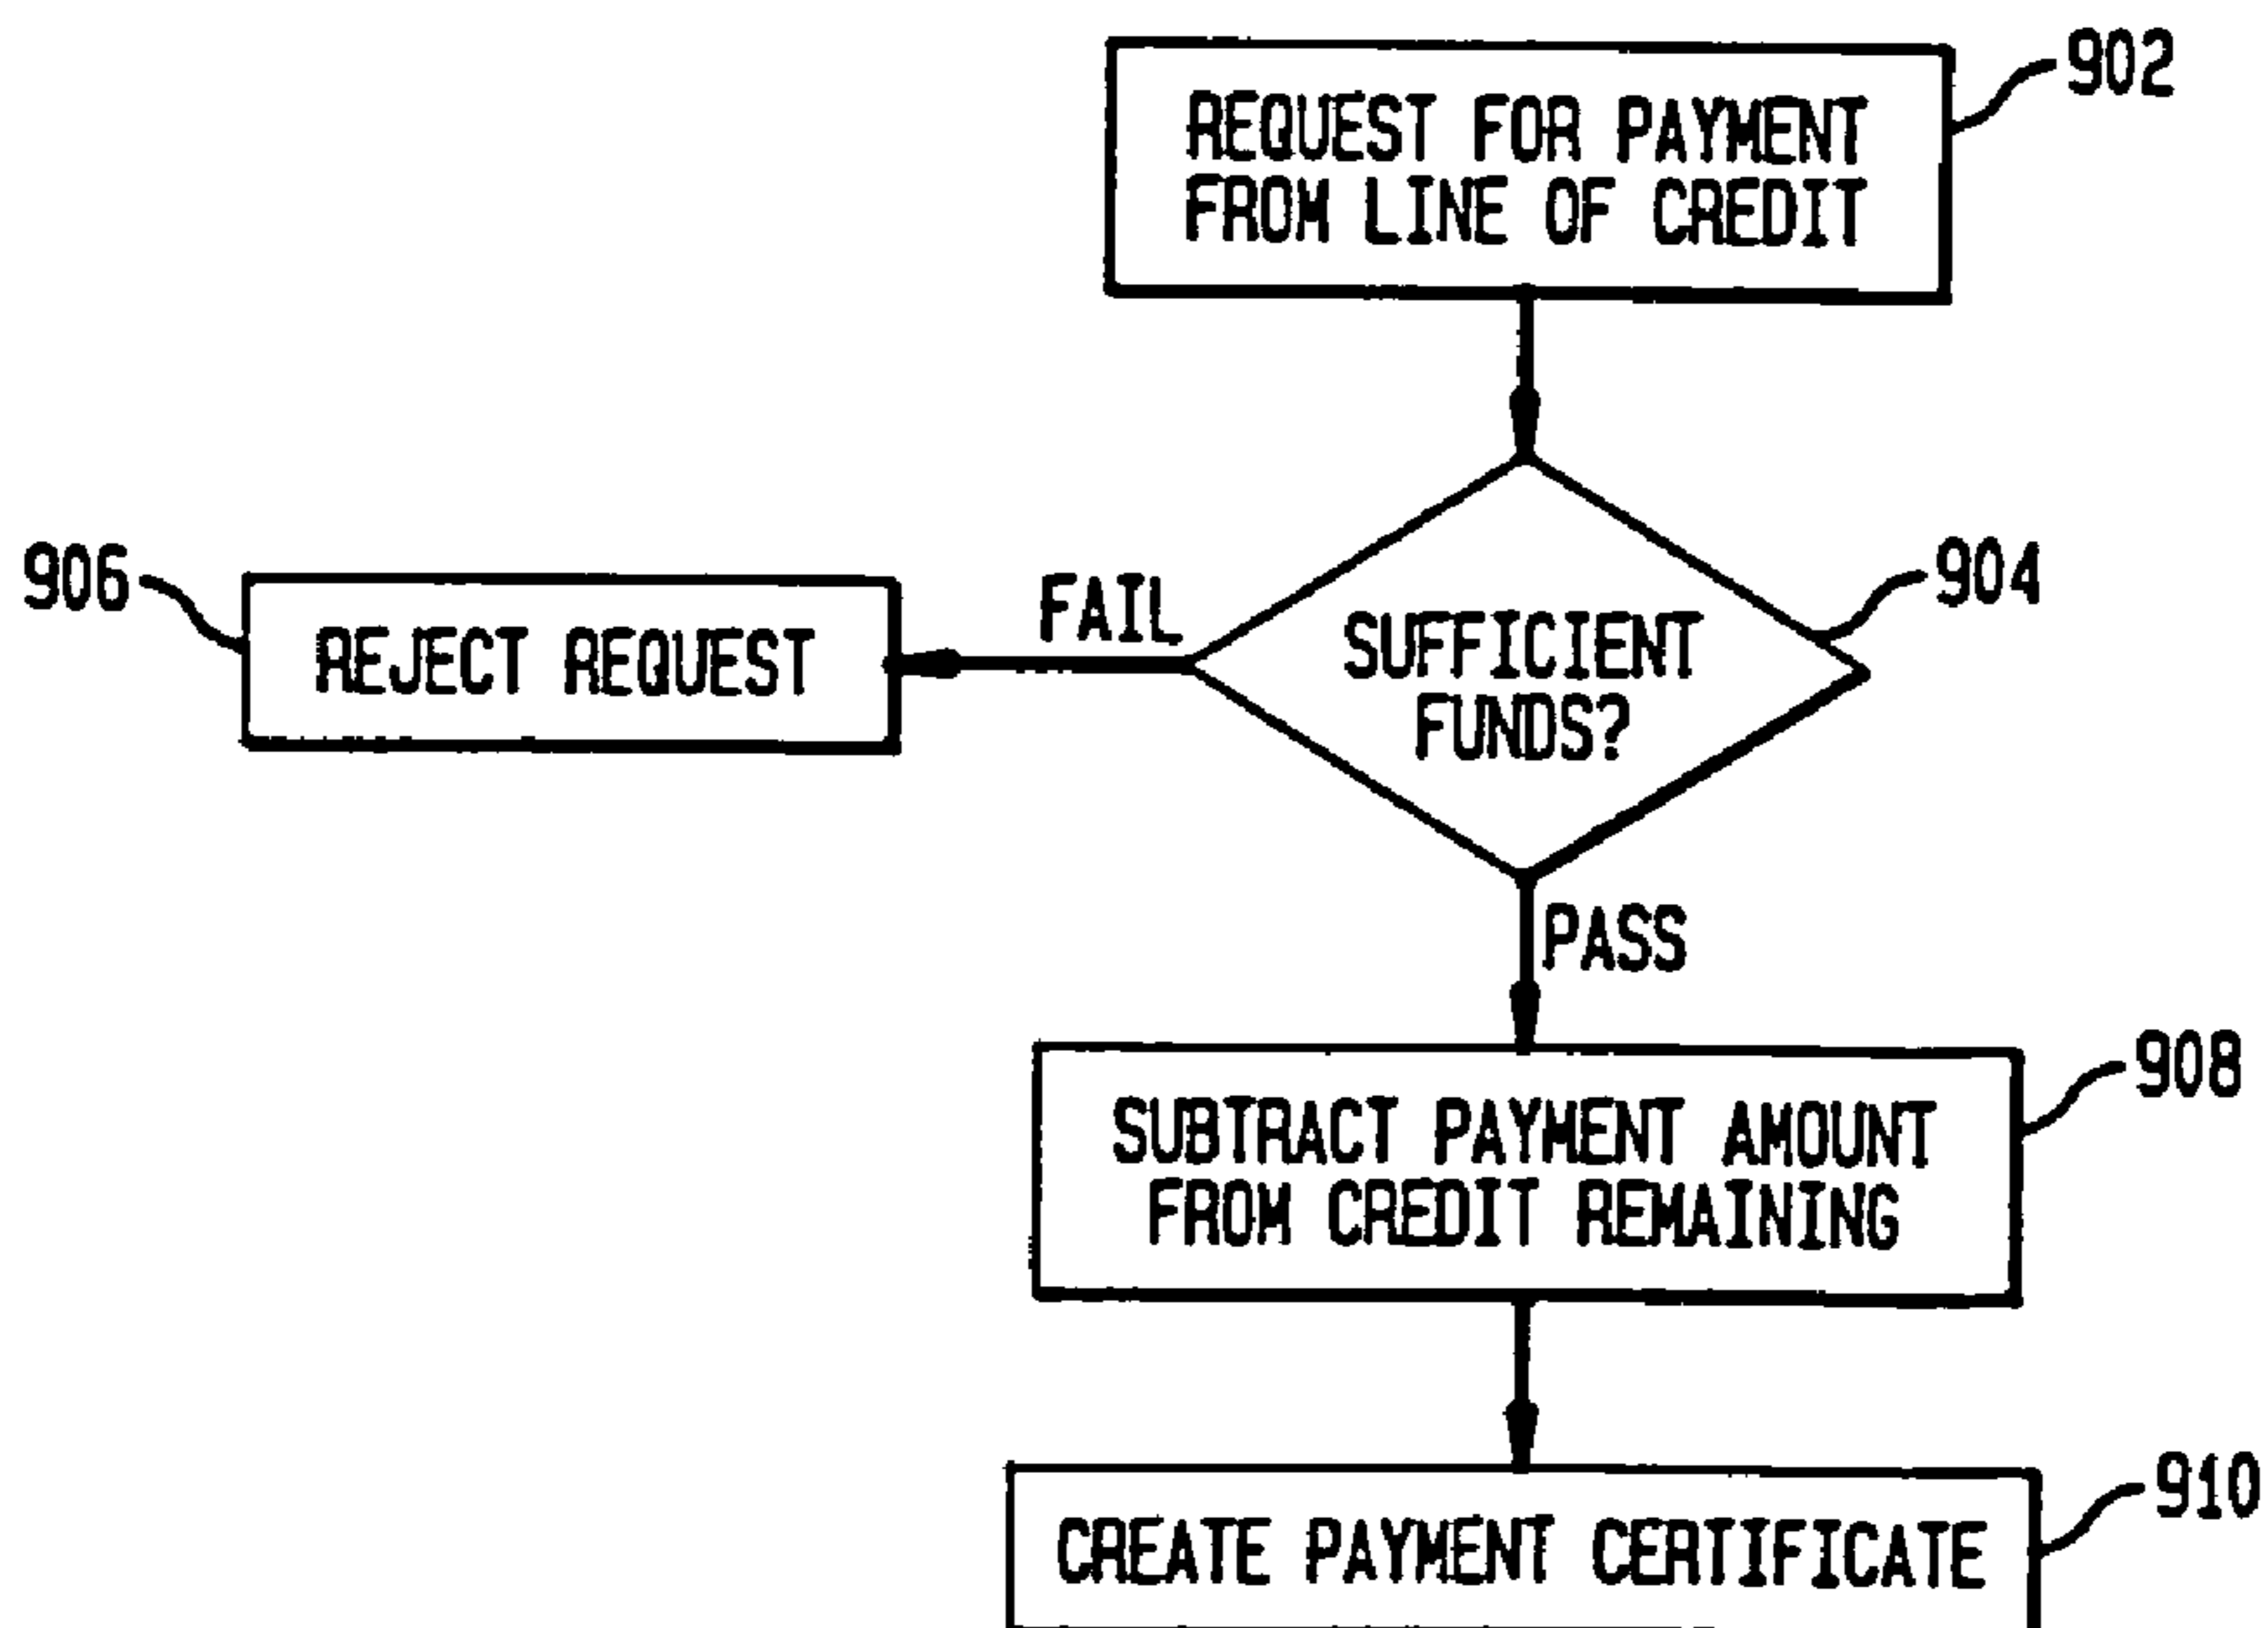 902
REQUEST FOR PAYMENT
FROM LINE OF CREDIT
906
904
FAIL
REJECT REQUEST
SUFFICIENT
FUNDS?
PASS
908
SUBTRACT PAYMENT AMOUNT
FROM CREDIT REMAINING
910
CREATE PAYMENT CERTIFICATE